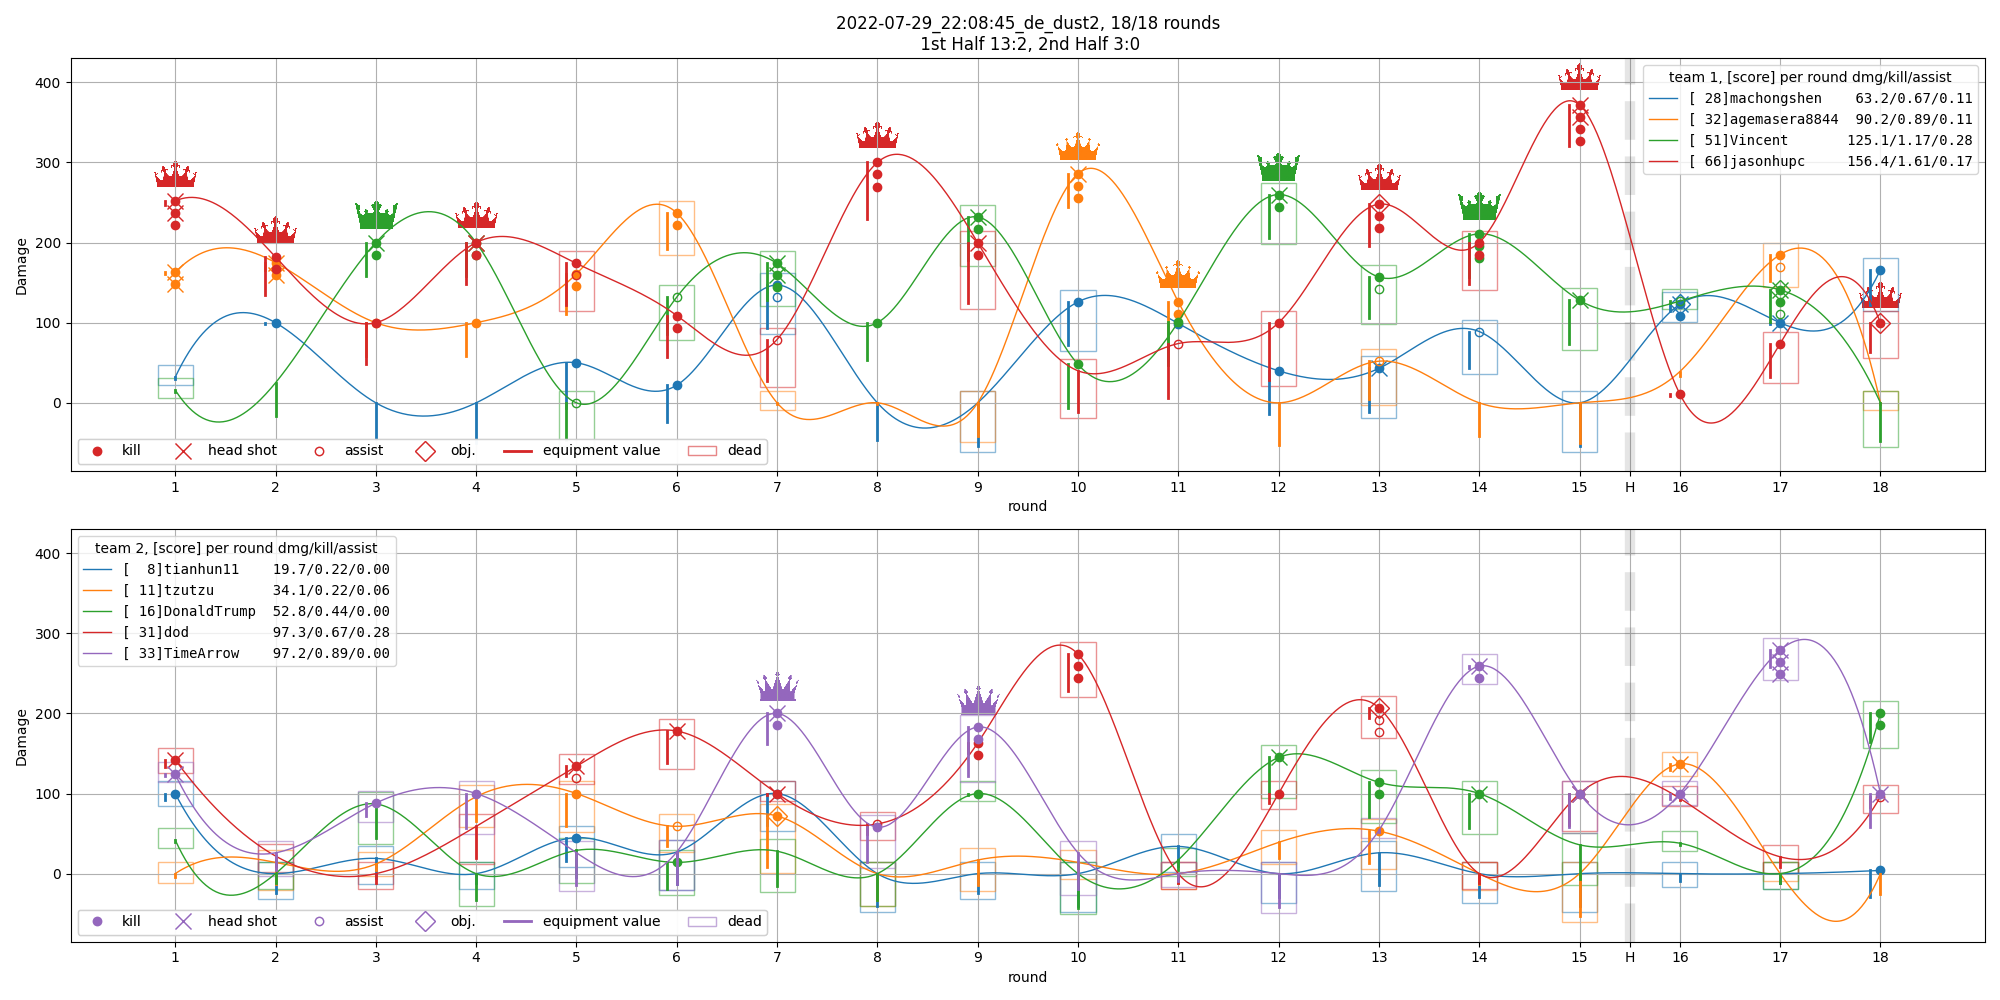 2022-07-29_22:08:45_de_dust2, 18/18 rounds
1st Half 13:2, 2nd Half 3:0
Damage
400
300
200
100
0
team 1, [score] per round dmg/kill/assist
[ 28]machongshen 63.2/0.67/0.11
[ 32]agemasera8844 90.2/0.89/0.11
[ 51]Vincent 125.1/1.17/0.28
[ 66]jasonhupc 156.4/1.61/0.17
kill head shot assist obj. equipment value dead
1 2 3 4 5 6 7 8 9 10 11 12 13 14 15 H 16 17 18
round
Damage
400
300
200
100
0
team 2, [score] per round dmg/kill/assist
[ 8]tianhun11 19.7/0.22/0.00
[ 11]tzutzu 34.1/0.22/0.06
[ 16]DonaldTrump 52.8/0.44/0.00
[ 31]dod 97.3/0.67/0.28
[ 33]TimeArrow 97.2/0.89/0.00
kill head shot assist obj. equipment value dead
1 2 3 4 5 6 7 8 9 10 11 12 13 14 15 H 16 17 18
round